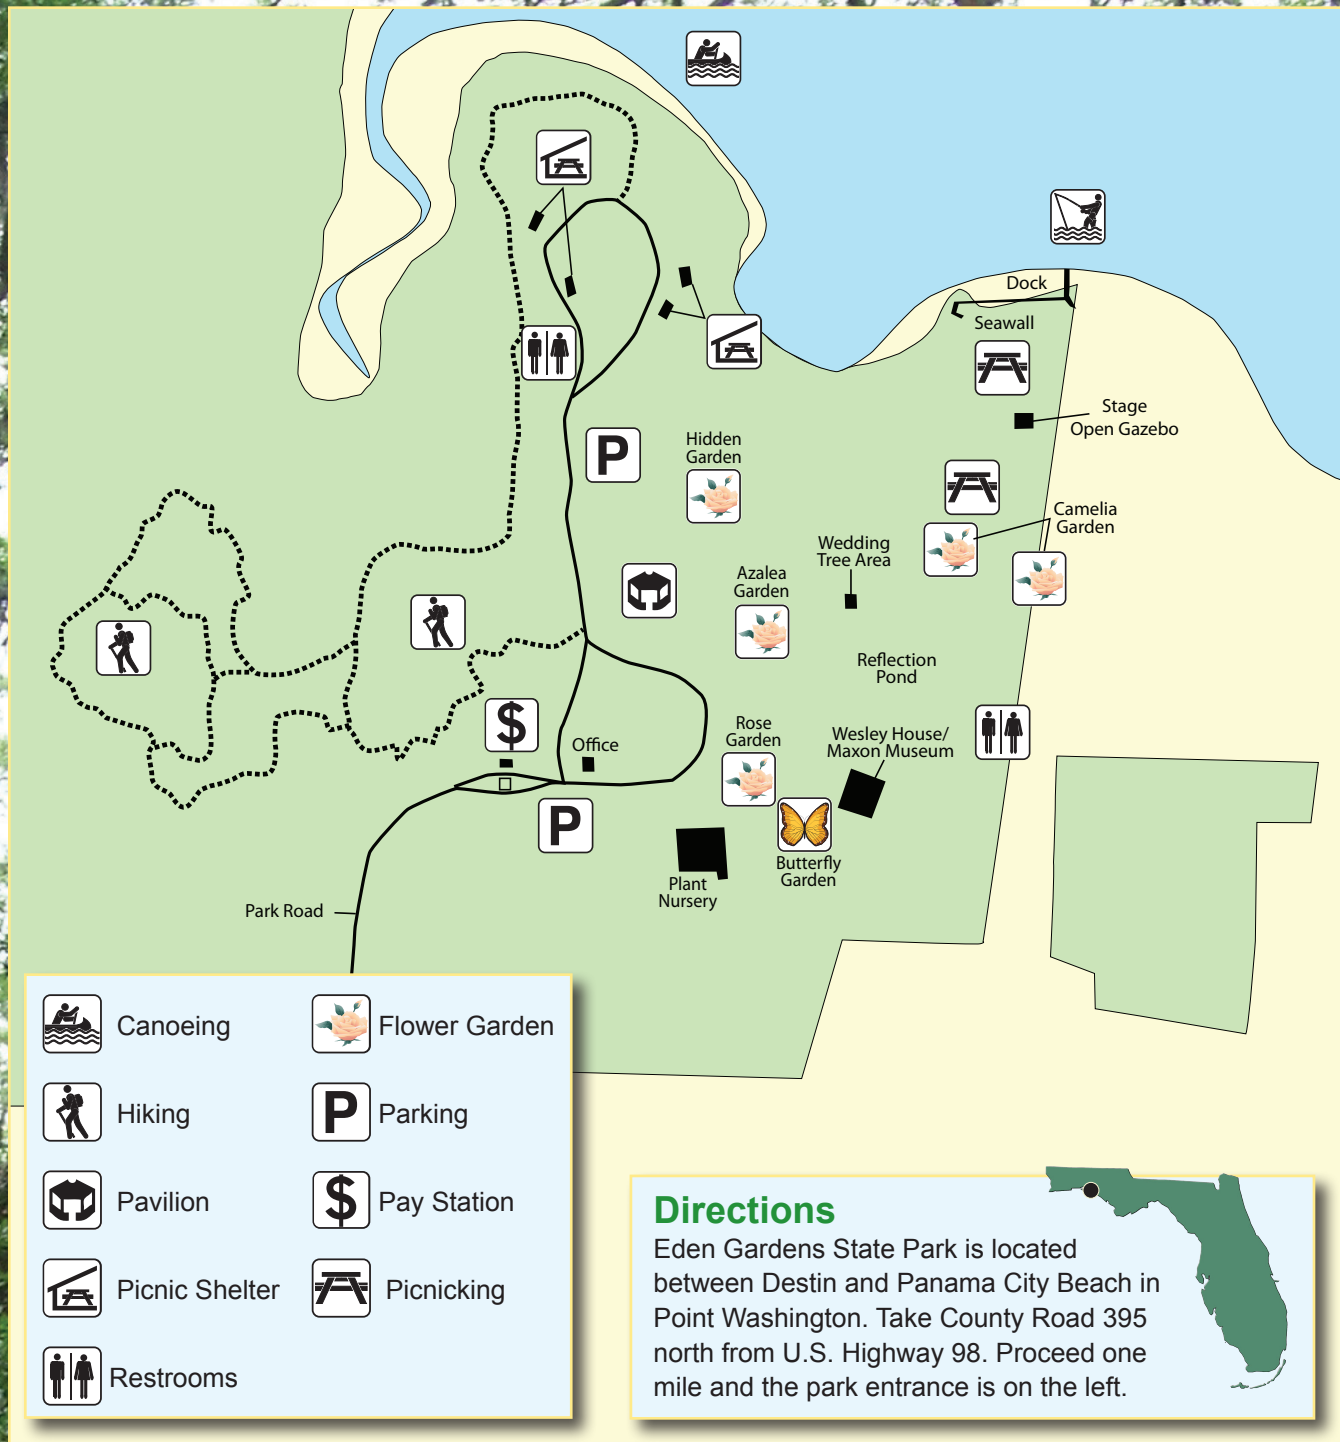 Dock
Seawall
Stage
Open Gazebo
Hidden
Garden
P
Camelia
Garden
Wedding
Tree Area
Azalea
Garden
Reflection
Pond
$
Office
Rose
Garden
Wesley House/
Maxon Museum
P
Butterfly
Garden
Plant
Nursery
Park Road
Canoeing
Flower Garden
Hiking
P
Parking
Pavilion
$
Pay Station
Picnic Shelter
Picnicking
Restrooms
Directions
Eden Gardens State Park is located
between Destin and Panama City Beach in
Point Washington. Take County Road 395
north from U.S. Highway 98. Proceed one
mile and the park entrance is on the left.